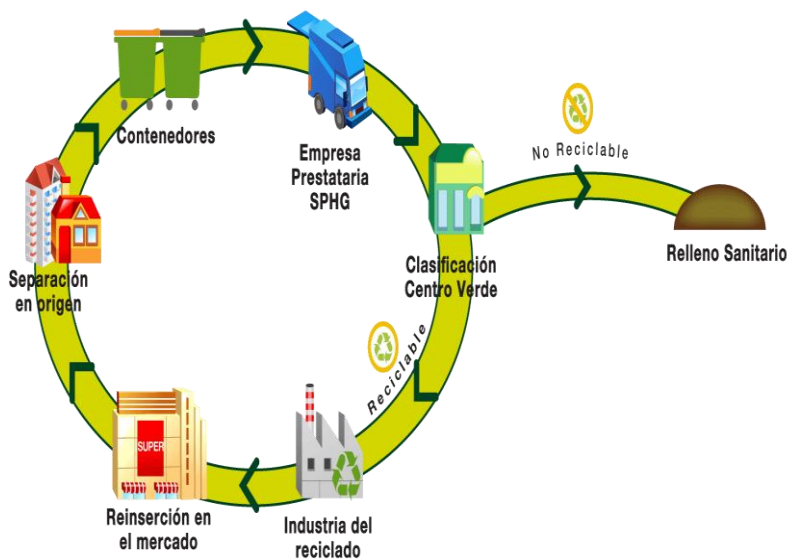 Contenedores
Empresa
Prestataria
SPHG
No Reciclable
Relleno Sanitario
Clasificación
Centro Verde
Separación
en origen
Reciclable
SUPER
Reinserción en
el mercado
Industria del
reciclado